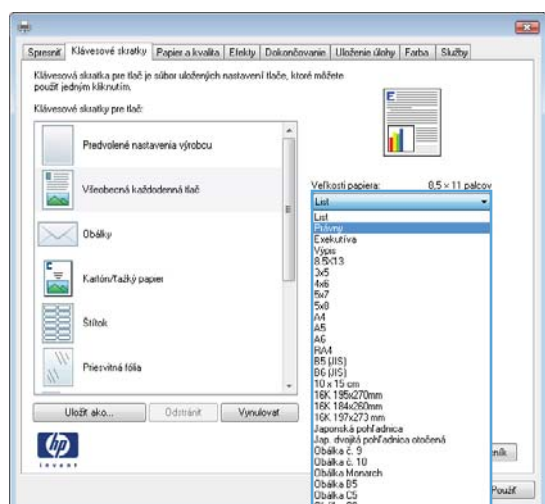 Spresniť Klávesové skratky Papier a kvalita Efekty Dokončovanie Uloženie úlohy Farba Služby
Klávesová skratka pre tlač je súbor uložených nastavení tlače, ktoré môžete
použiť jedným kliknutím.
Klávesové skratky pre tlač:
Predvolené nastavenia výrobcu
Všeobecná každodenná tlač
Obálky
Kartón/Ťažký papier
Štítok
Priesvitná fólia
Uložiť ako... Odstrániť Vynulovať
Veľkosti papiera: 8,5 × 11 palcov
List
List
Právny
Exekutíva
Výpis
8.5X13
3x5
4x6
5x7
5x8
A4
A5
A6
RA4
B5 (JIS)
B6 (JIS)
10 x 15 cm
16K 195x270mm
16K 184x260mm
16K 197x273 mm
Japonská pohľadnica
Jap. dvojitá pohľadnica otočená
Obálka č. 9
Obálka č. 10
Obálka Monarch
Obálka B5
Obálka C5
hp
invent
Použiť